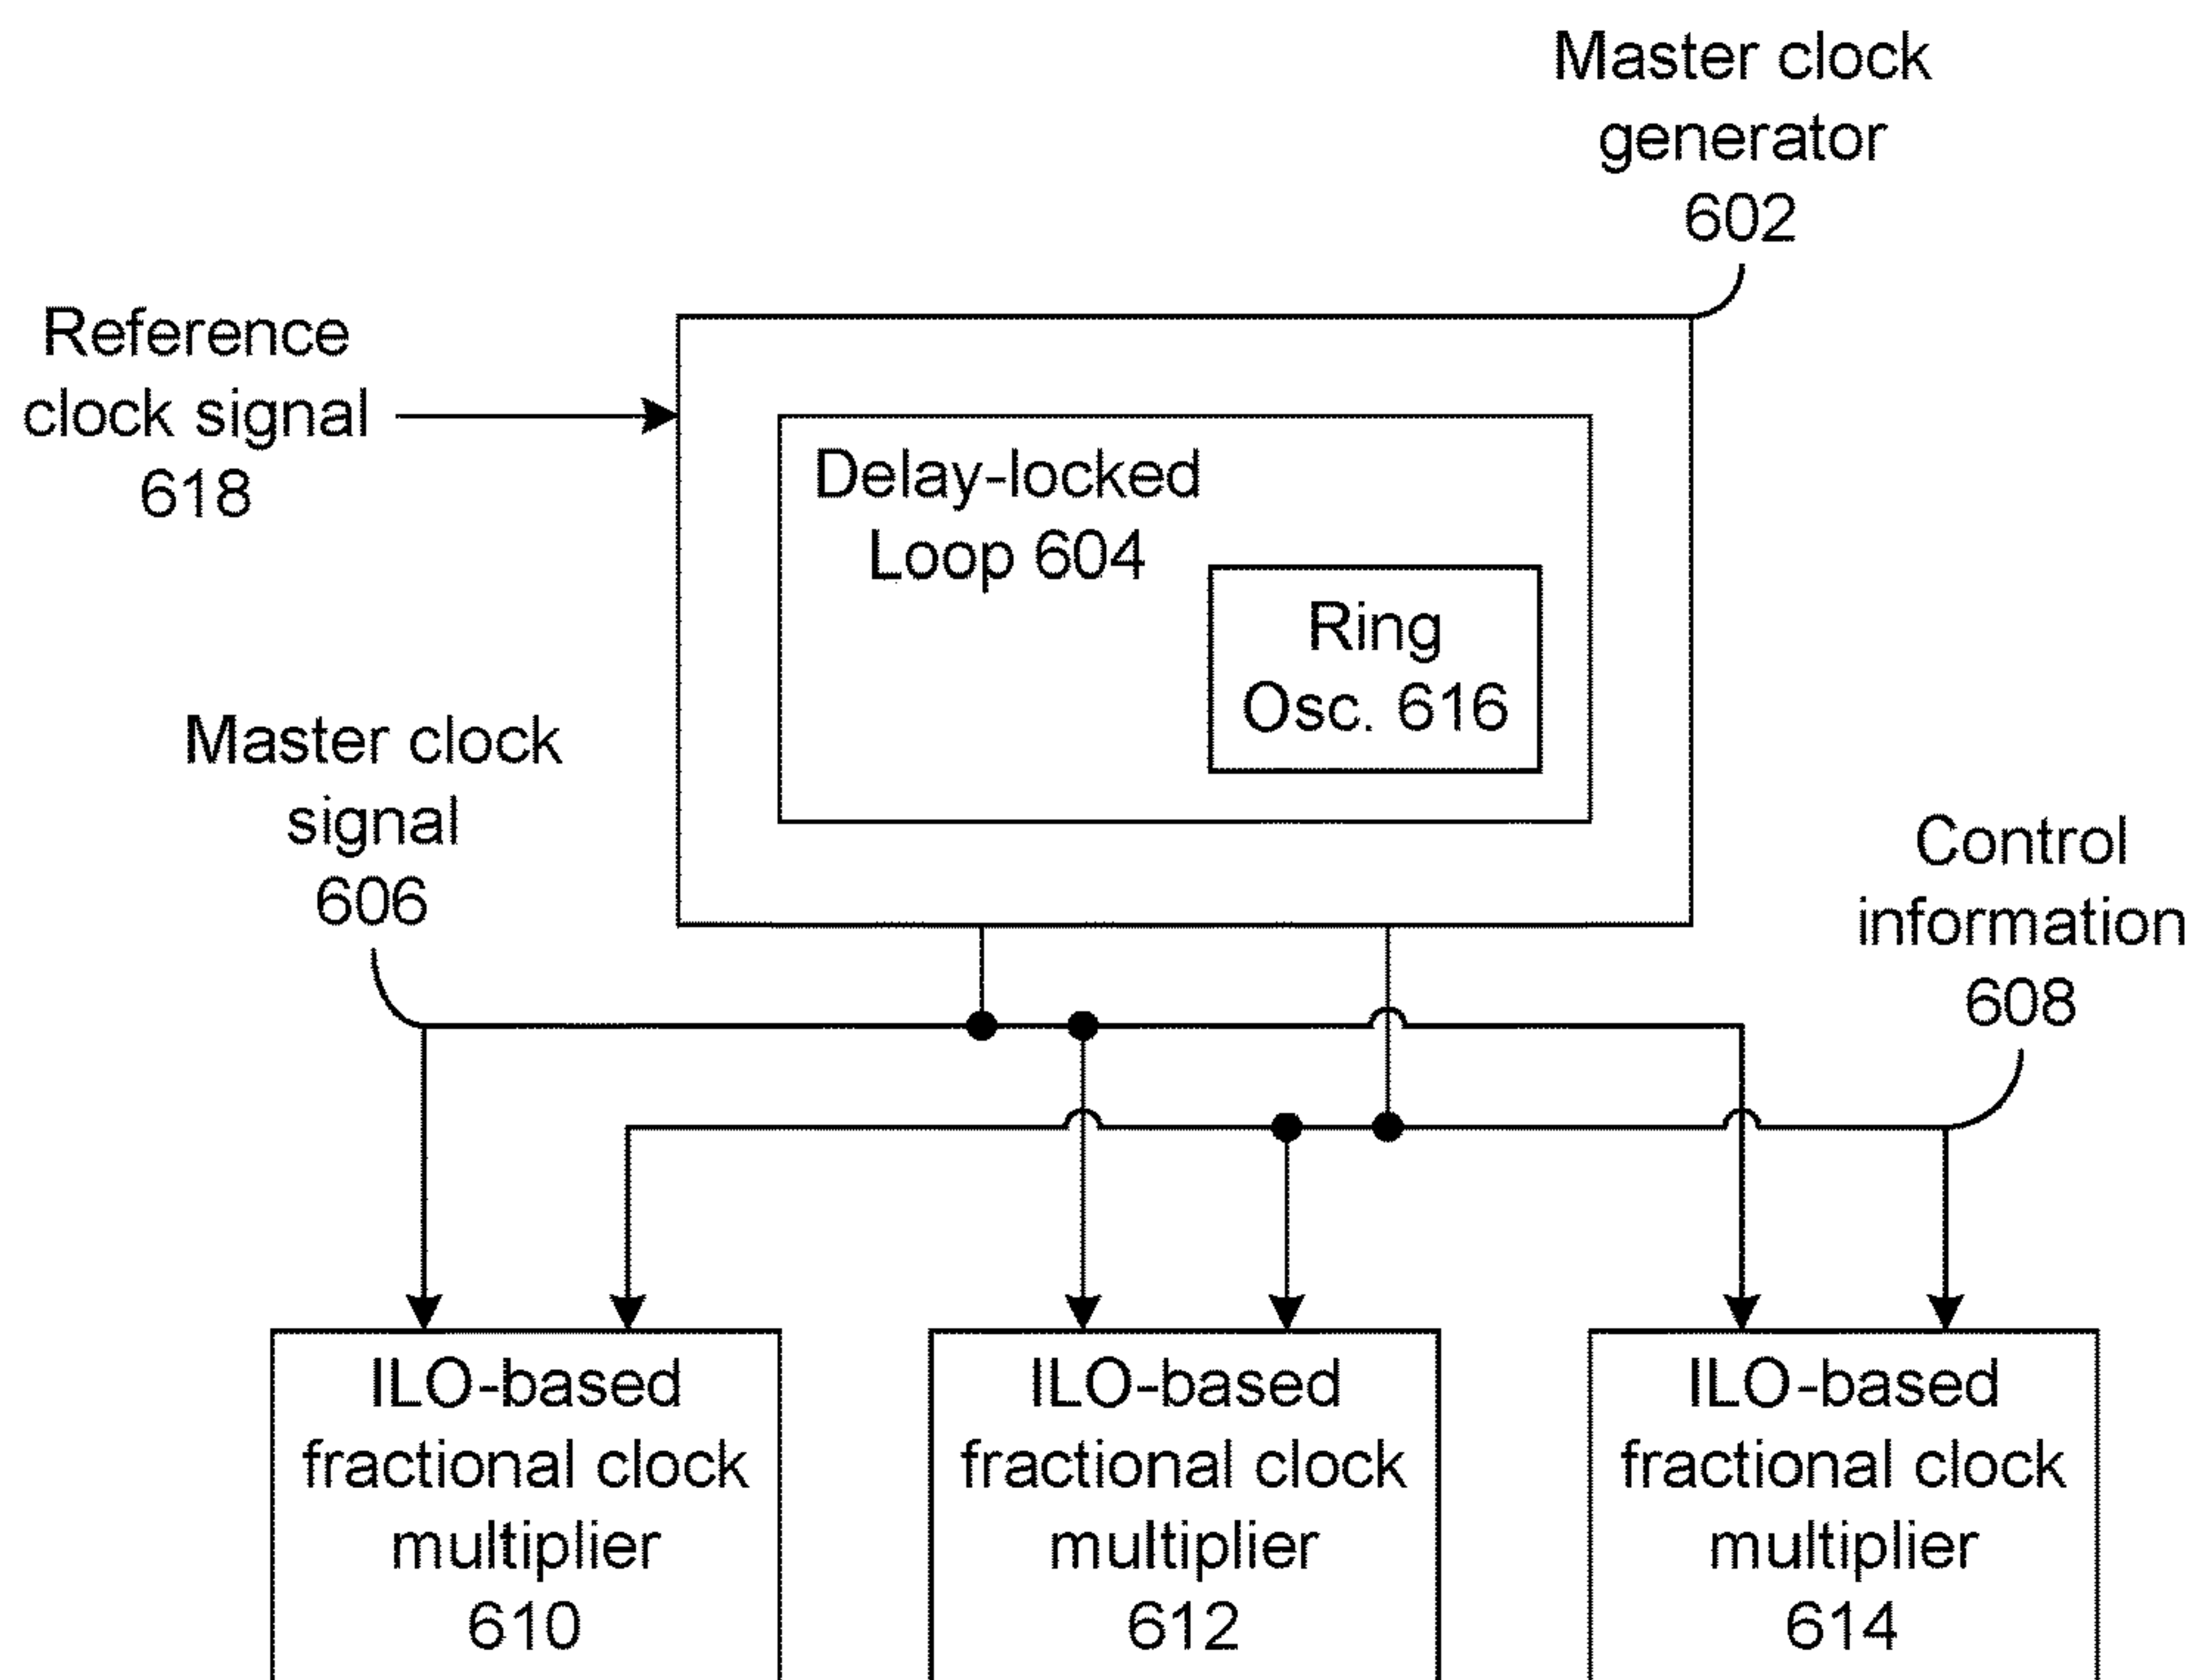 Master clock
generator
602
Reference
clock signal
618
Delay-locked
Loop 604
Ring
Osc. 616
Master clock
signal
606
Control
information
608
ILO-based
fractional clock
multiplier
610
ILO-based
fractional clock
multiplier
612
ILO-based
fractional clock
multiplier
614